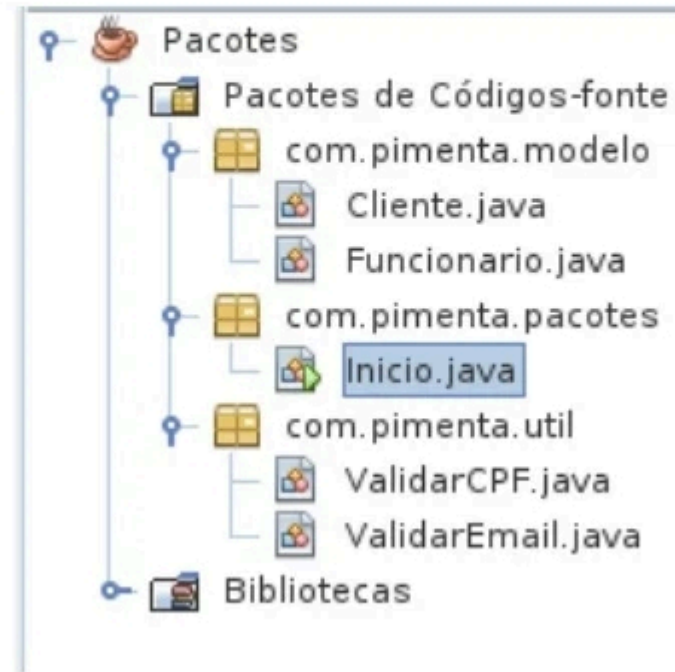 Pacotes
Pacotes de Códigos-fonte
com.pimenta.modelo
Cliente.java
Funcionario.java
com.pimenta.pacotes
Inicio.java
com.pimenta.util
ValidarCPF.java
ValidarEmail.java
Bibliotecas